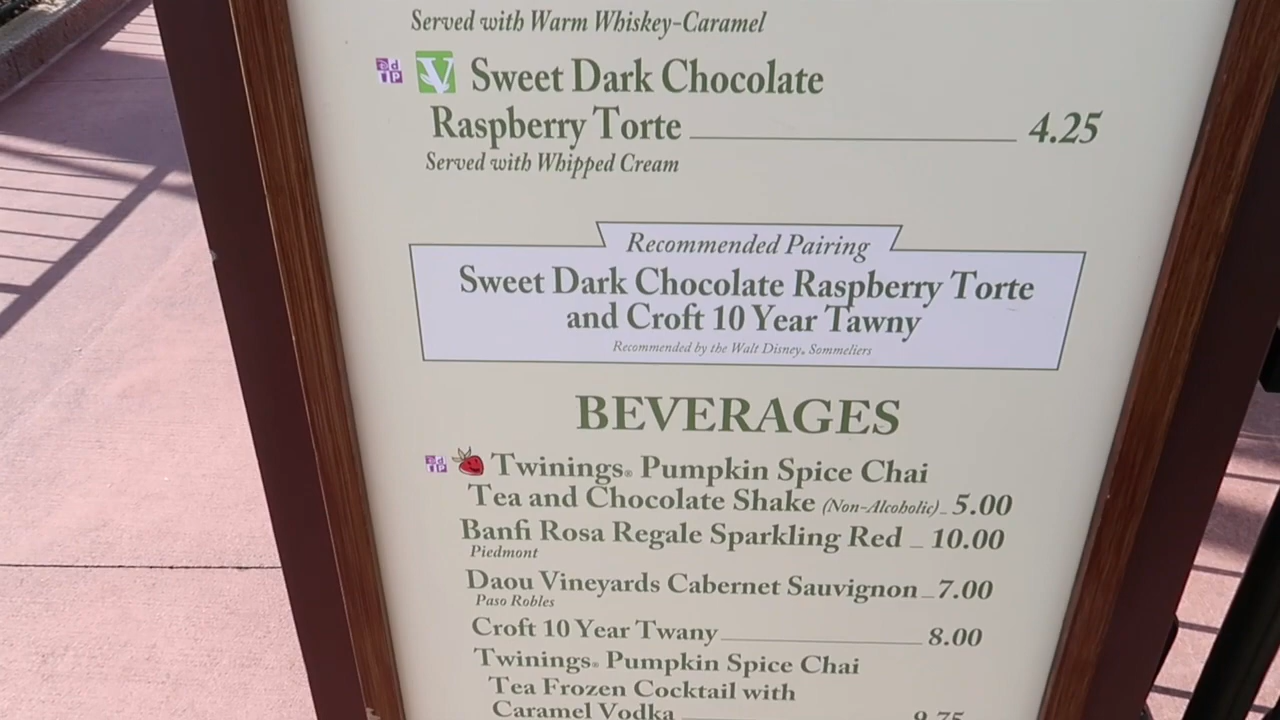 Served with Warm Whiskey-Caramel
V Sweet Dark Chocolate
Raspberry Torte 4.25
Served with Whipped Cream
Recommended Pairing
Sweet Dark Chocolate Raspberry Torte
and Croft 10 Year Tawny
Recommended by the Walt Disney® Sommeliers
BEVERAGES
Twinings® Pumpkin Spice Chai
Tea and Chocolate Shake (Non-Alcoholic) 5.00
Banfi Rosa Regale Sparkling Red 10.00
Piedmont
Daou Vineyards Cabernet Sauvignon 7.00
Paso Robles
Croft 10 Year Twany 8.00
Twinings® Pumpkin Spice Chai
Tea Frozen Cocktail with
Caramel Vodka